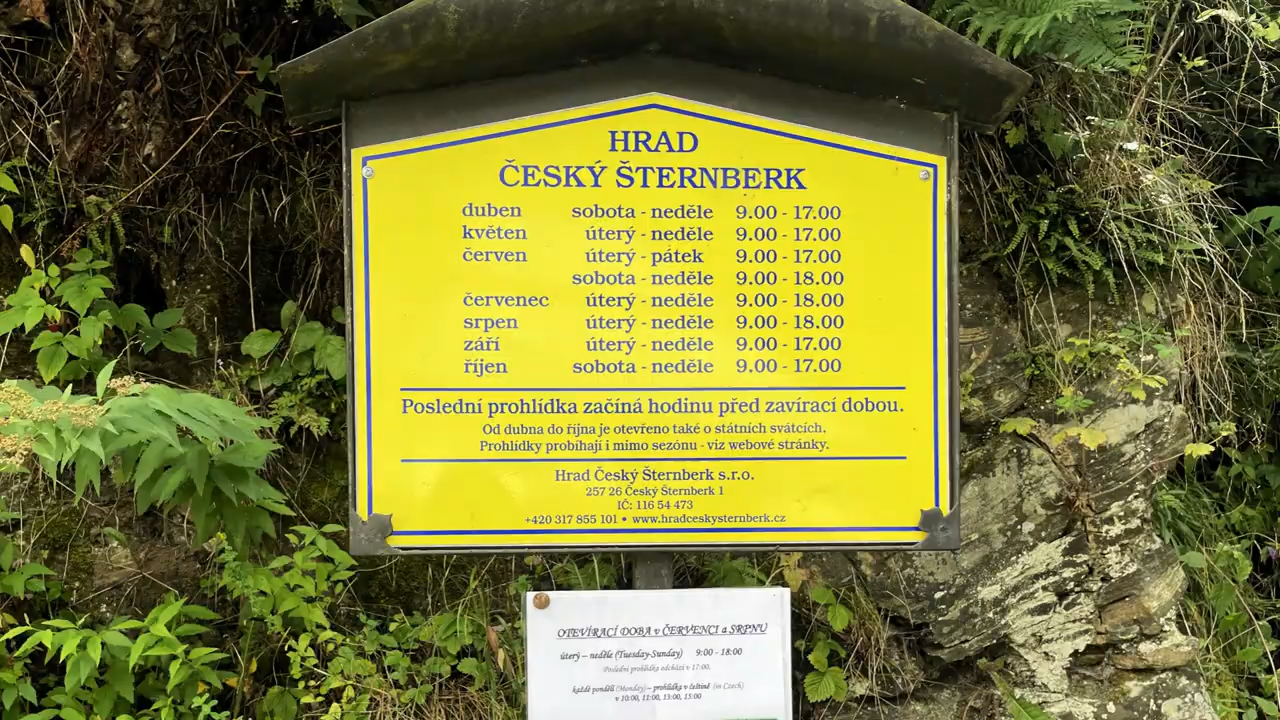 HRAD
ČESKÝ ŠTERNBERK
duben sobota - neděle 9.00 - 17.00
květen úterý - neděle 9.00 - 17.00
červen úterý - pátek 9.00 - 17.00
sobota - neděle 9.00 - 18.00
červenec úterý - neděle 9.00 - 18.00
srpen úterý - neděle 9.00 - 18.00
září úterý - neděle 9.00 - 17.00
říjen sobota - neděle 9.00 - 17.00
Poslední prohlídka začíná hodinu před zavírací dobou.
Od dubna do října je otevřeno také o státních svátcích.
Prohlídky probíhají i mimo sezónu - viz webové stránky.
Hrad Český Šternberk s.r.o.
257 26 Český Šternberk 1
IČ: 116 54 473
+420 317 855 101 • www.hradceskysternberk.cz
OTEVÍRACÍ DOBA v ČERVENCI a SRPNU
úterý – neděle (Tuesday-Sunday) 9:00 - 18:00
Poslední prohlídka odchází v 17:00.
každé pondělí (Monday) – prohlídka v češtině (in Czech)
v 10:00, 11:00, 13:00, 15:00